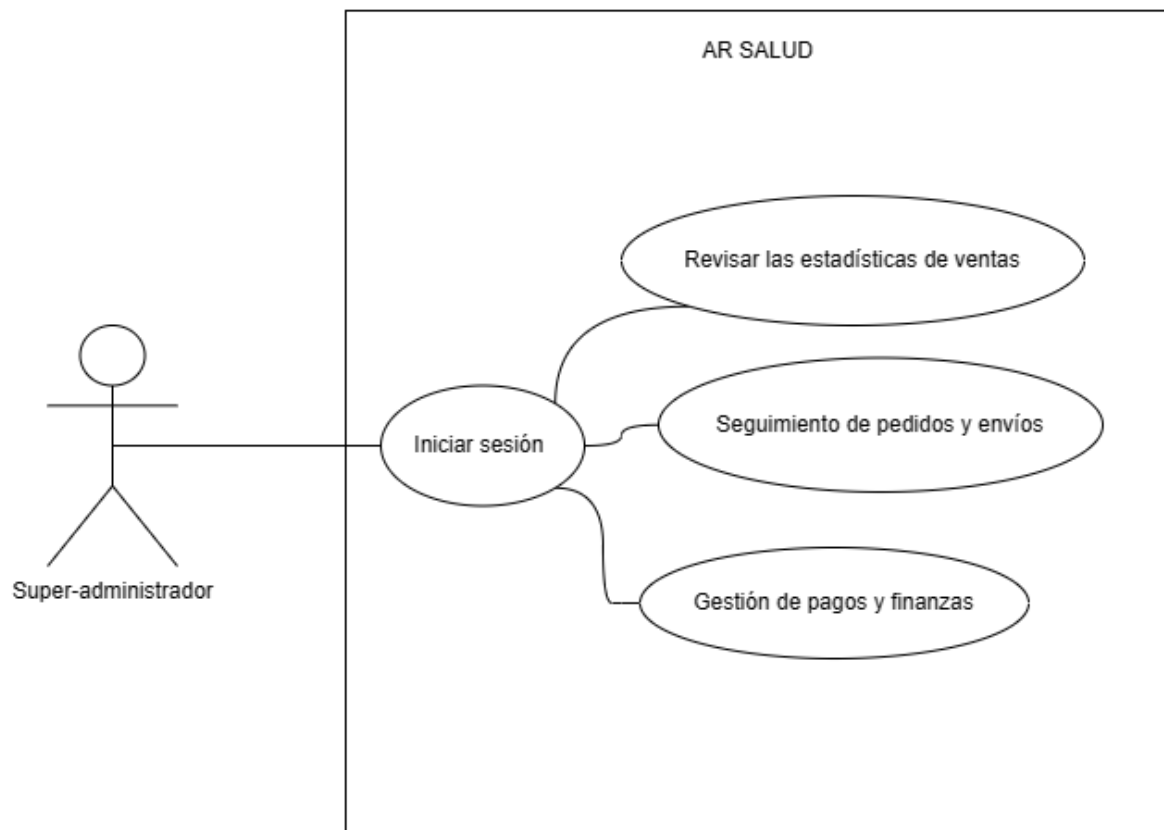 AR SALUD
Revisar las estadísticas de ventas
Seguimiento de pedidos y envíos
Iniciar sesión
Super-administrador
Gestión de pagos y finanzas